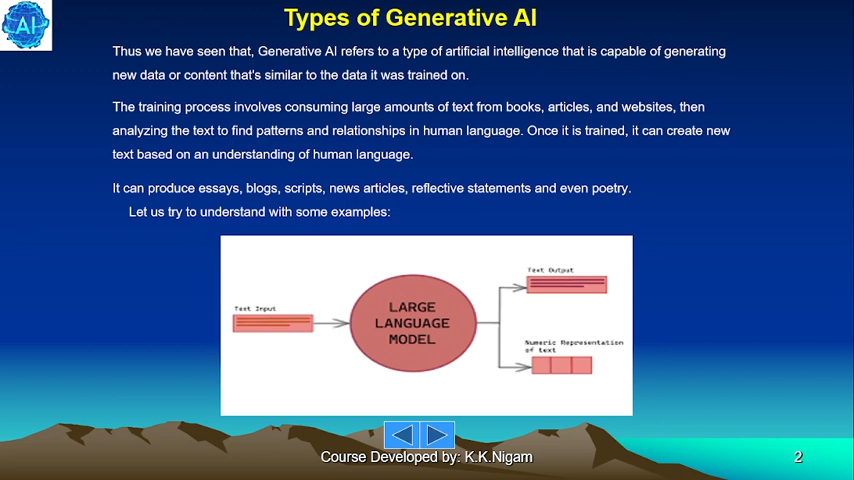 AI
Types of Generative AI
Thus we have seen that, Generative AI refers to a type of artificial intelligence that is capable of generating
new data or content that's similar to the data it was trained on.
The training process involves consuming large amounts of text from books, articles, and websites, then
analyzing the text to find patterns and relationships in human language. Once it is trained, it can create new
text based on an understanding of human language.
It can produce essays, blogs, scripts, news articles, reflective statements and even poetry.
Let us try to understand with some examples:
Text Input
LARGE
LANGUAGE
MODEL
Text Output
Numeric Representation
of text
Course Developed by: K.K.Nigam
2